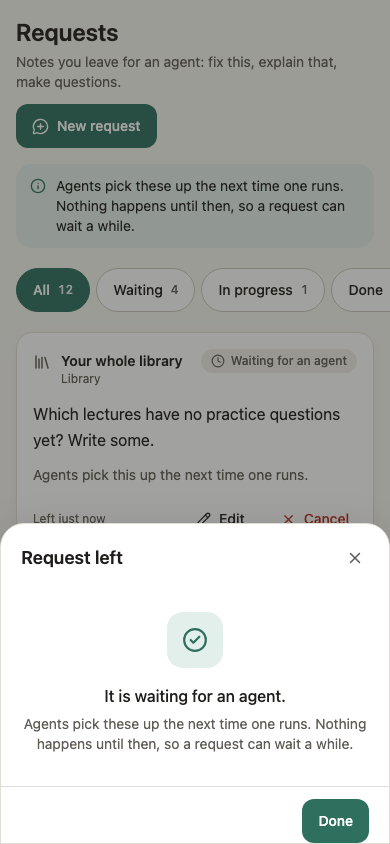 Requests
Notes you leave for an agent: fix this, explain that,
make questions.
New request
Agents pick these up the next time one runs.
Nothing happens until then, so a request can
wait a while.
All 12
Waiting 4
In progress 1
Done
Your whole library
Library
Waiting for an agent
Which lectures have no practice questions
yet? Write some.
Agents pick this up the next time one runs.
Left just now
Edit
Cancel
Request left
It is waiting for an agent.
Agents pick these up the next time one runs. Nothing
happens until then, so a request can wait a while.
Done